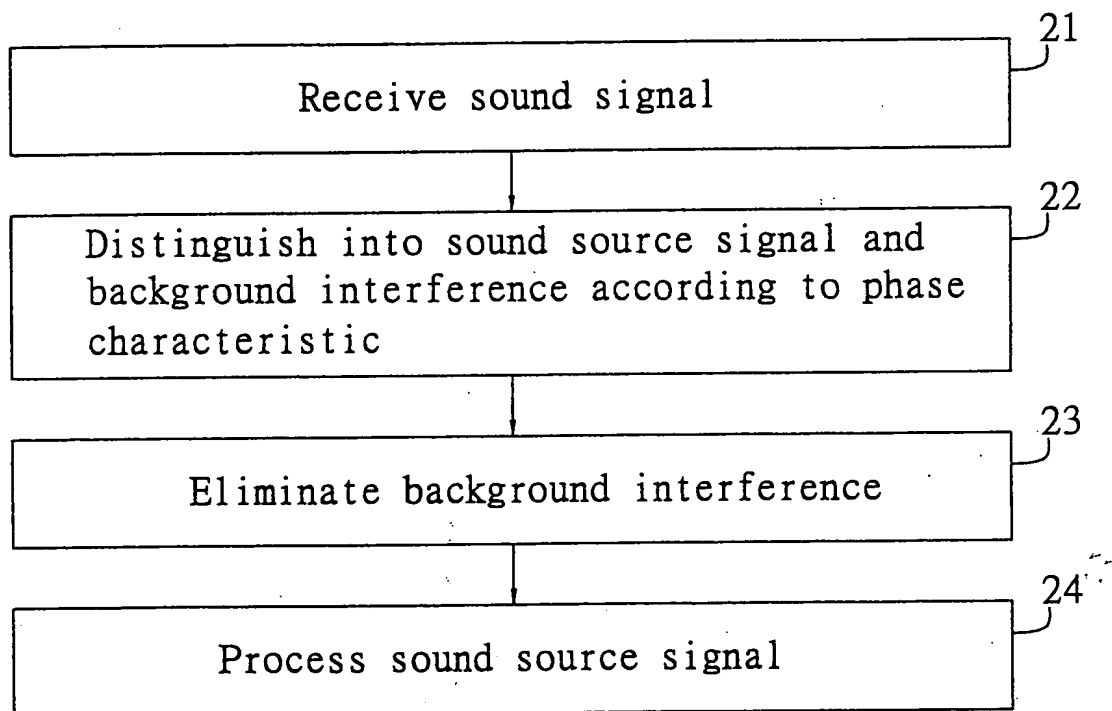 21
Receive sound signal
22
Distinguish into sound source signal and
background interference according to phase
characteristic
23
Eliminate background interference
24
Process sound source signal